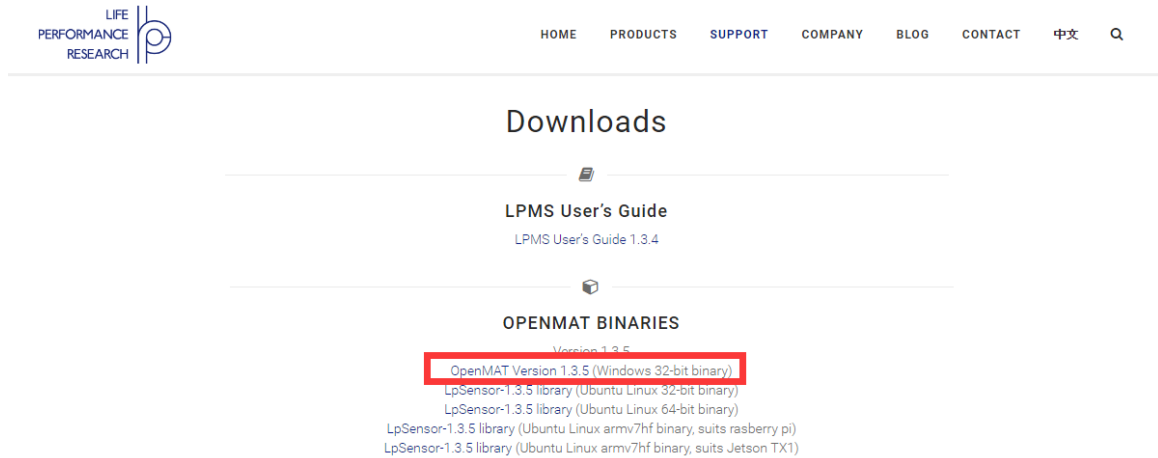 LIFE
PERFORMANCE
RESEARCH
HOME PRODUCTS SUPPORT COMPANY BLOG CONTACT 中文
Downloads
LPMS User's Guide
LPMS User's Guide 1.3.4
OPENMAT BINARIES
Version 1.3.5
OpenMAT Version 1.3.5 (Windows 32-bit binary)
LpSensor-1.3.5 library (Ubuntu Linux 32-bit binary)
LpSensor-1.3.5 library (Ubuntu Linux 64-bit binary)
LpSensor-1.3.5 library (Ubuntu Linux armv7hf binary, suits rasberry pi)
LpSensor-1.3.5 library (Ubuntu Linux armv7hf binary, suits Jetson TX1)